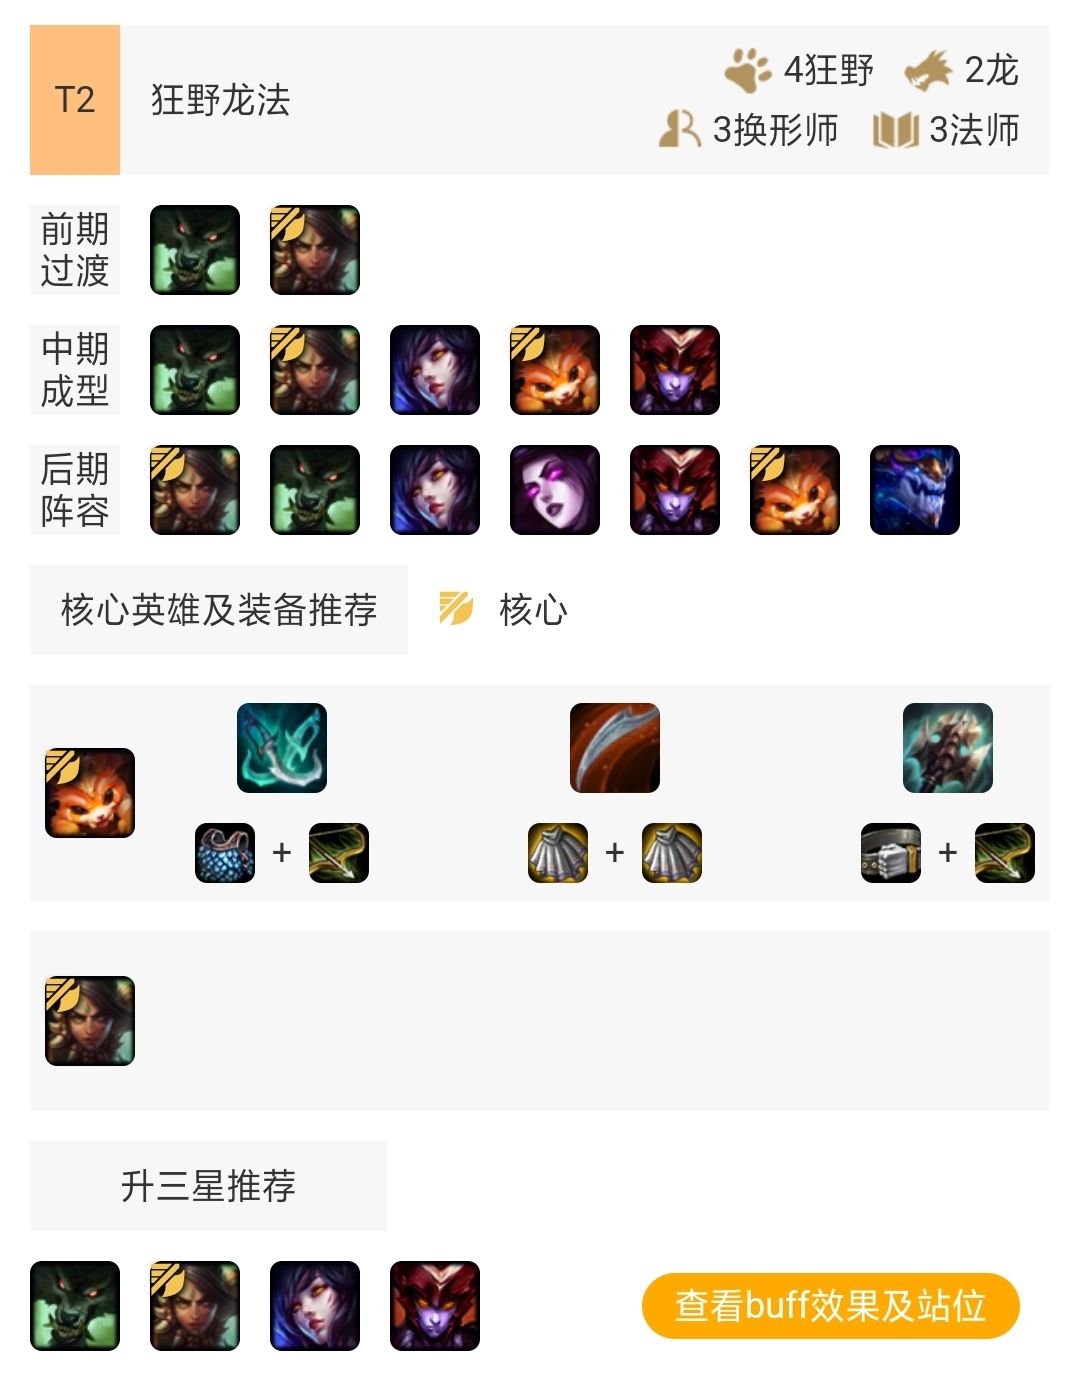 T2
狂野龙法
4狂野 2龙
3换形师 3法师
前期
过渡
中期
成型
后期
阵容
核心英雄及装备推荐 核心
+ + +
升三星推荐
查看buff效果及站位